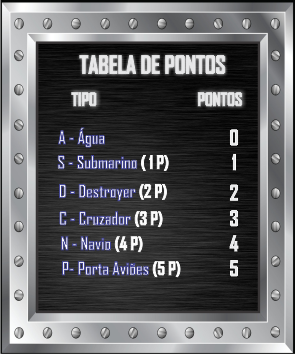 TABELA DE PONTOS
TIPO PONTOS
A - Água 0
S - Submarino (1 P) 1
D - Destroyer (2 P) 2
C - Cruzador (3 P) 3
N - Navio (4 P) 4
P- Porta Aviões (5 P) 5